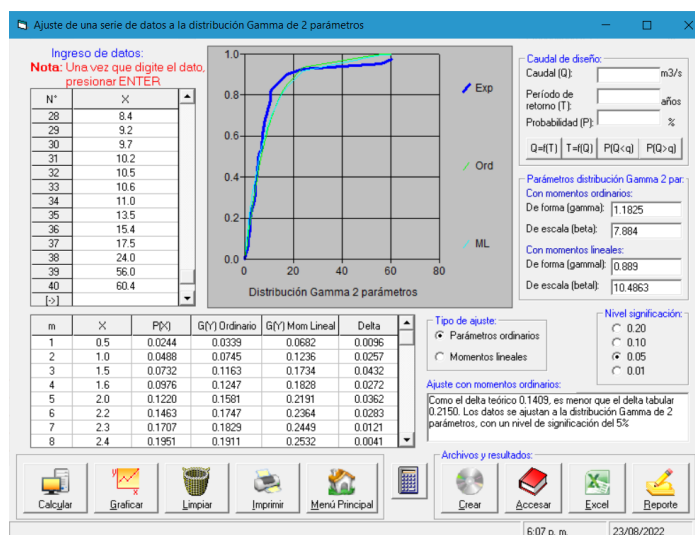 Ajuste de una serie de datos a la distribución Gamma de 2 parámetros
Ingreso de datos:
Nota: Una vez que digite el dato,
presionar ENTER
N° X
28 8.4
29 9.2
30 9.7
31 10.2
32 10.5
33 10.6
34 11.0
35 13.5
36 15.4
37 17.5
38 24.0
39 56.0
40 60.4
[->]
1.0
0.8
0.6
0.4
0.2
0.0
0 20 40 60 80
Distribución Gamma 2 parámetros
Exp
Ord
ML
Caudal de diseño:
Caudal (Q): m3/s
Período de
retorno (T): años
Probabilidad (P): %
Q=f(T) T=f(Q) P(Q<q) P(Q>q)
Parámetros distribución Gamma 2 par:
Con momentos ordinarios:
De forma (gamma): 1.1825
De escala (beta): 7.884
Con momentos lineales:
De forma (gammal): 0.889
De escala (betal): 10.4863
m X P(X) G(Y) Ordinario G(Y) Mom Lineal Delta
1 0.5 0.0244 0.0339 0.0682 0.0096
2 1.0 0.0488 0.0745 0.1236 0.0257
3 1.5 0.0732 0.1163 0.1734 0.0432
4 1.6 0.0976 0.1247 0.1828 0.0272
5 2.0 0.1220 0.1581 0.2191 0.0362
6 2.2 0.1463 0.1747 0.2364 0.0283
7 2.3 0.1707 0.1829 0.2449 0.0121
8 2.4 0.1951 0.1911 0.2532 0.0041
Tipo de ajuste:
Parámetros ordinarios
Momentos lineales
Nivel significación:
0.20
0.10
0.05
0.01
Ajuste con momentos ordinarios:
Como el delta teórico 0.1409, es menor que el delta tabular
0.2150. Los datos se ajustan a la distribución Gamma de 2
parámetros, con un nivel de significación del 5%
Calcular
Graficar
Limpiar
Imprimir
Menú Principal
Archivos y resultados:
Crear
Accesar
Excel
Reporte
6:07 p. m. 23/08/2022